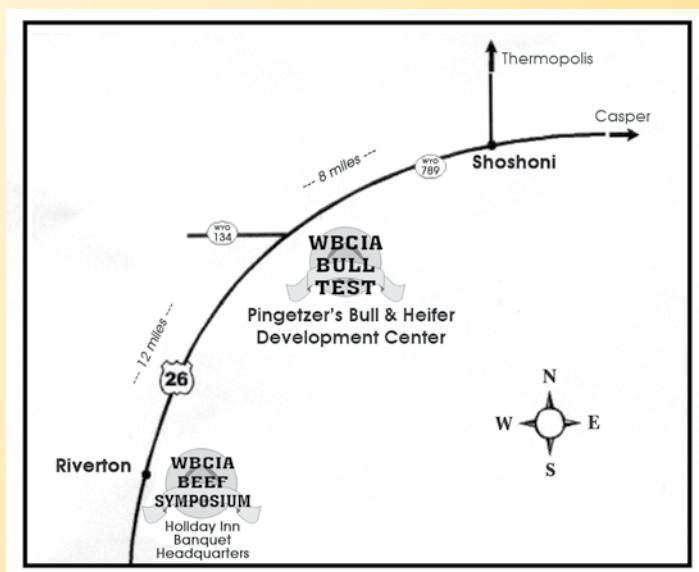 Thermopolis
Casper
Shoshoni
--- 8 miles ---
WYO
789
WYO
134
WBCIA
BULL
TEST
Pingetzer's Bull & Heifer
Development Center
--- 12 miles ---
26
N
W E
S
Riverton
WBCIA
BEEF
SYMPOSIUM
Holiday Inn
Banquet
Headquarters